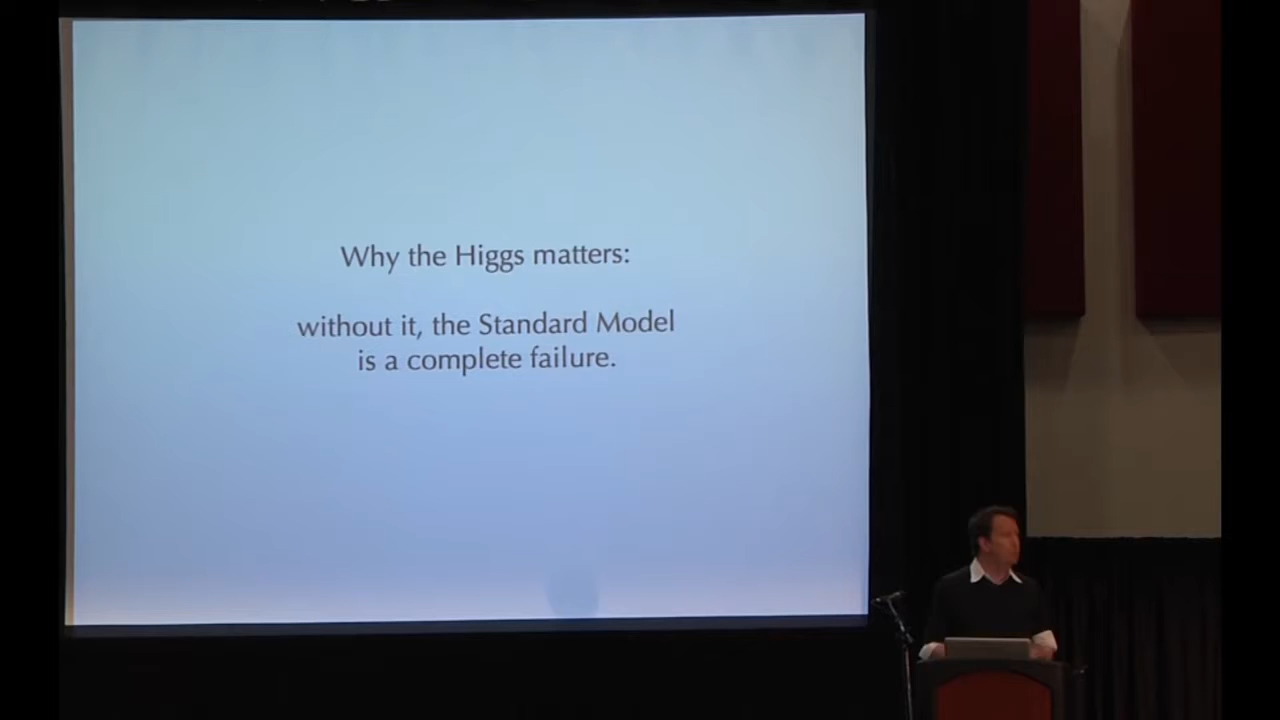 Why the Higgs matters:
without it, the Standard Model
is a complete failure.